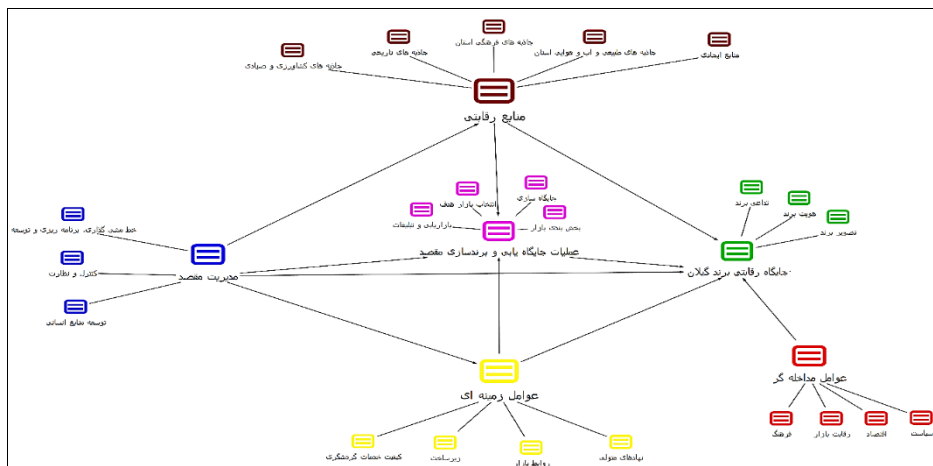 جاذبه های فرهنگی استان
منابع ایجادی
جاذبه های طبیعی و آب و هوایی استان
جاذبه های تاریخی
جاذبه های کشاورزی و صیادی
منابع رقابتی
جایگاه سازی
انتخاب بازار هدف
بازاریابی و تبلیغات
بخش بندی بازار
عملیات جایگاه یابی و برندسازی مقصد
تداعی برند
هویت برند
تصویر برند
جایگاه رقابتی برند گیلان
خط مشی گذاری، برنامه ریزی و توسعه
کنترل و نظارت
توسعه منابع انسانی
مدیریت مقصد
عوامل مداخله گر
سیاست
اقتصاد
رقابت بازار
فرهنگ
عوامل زمینه ای
نهادهای متولی
روابط بازار
زیرساخت
کیفیت خدمات گردشگری